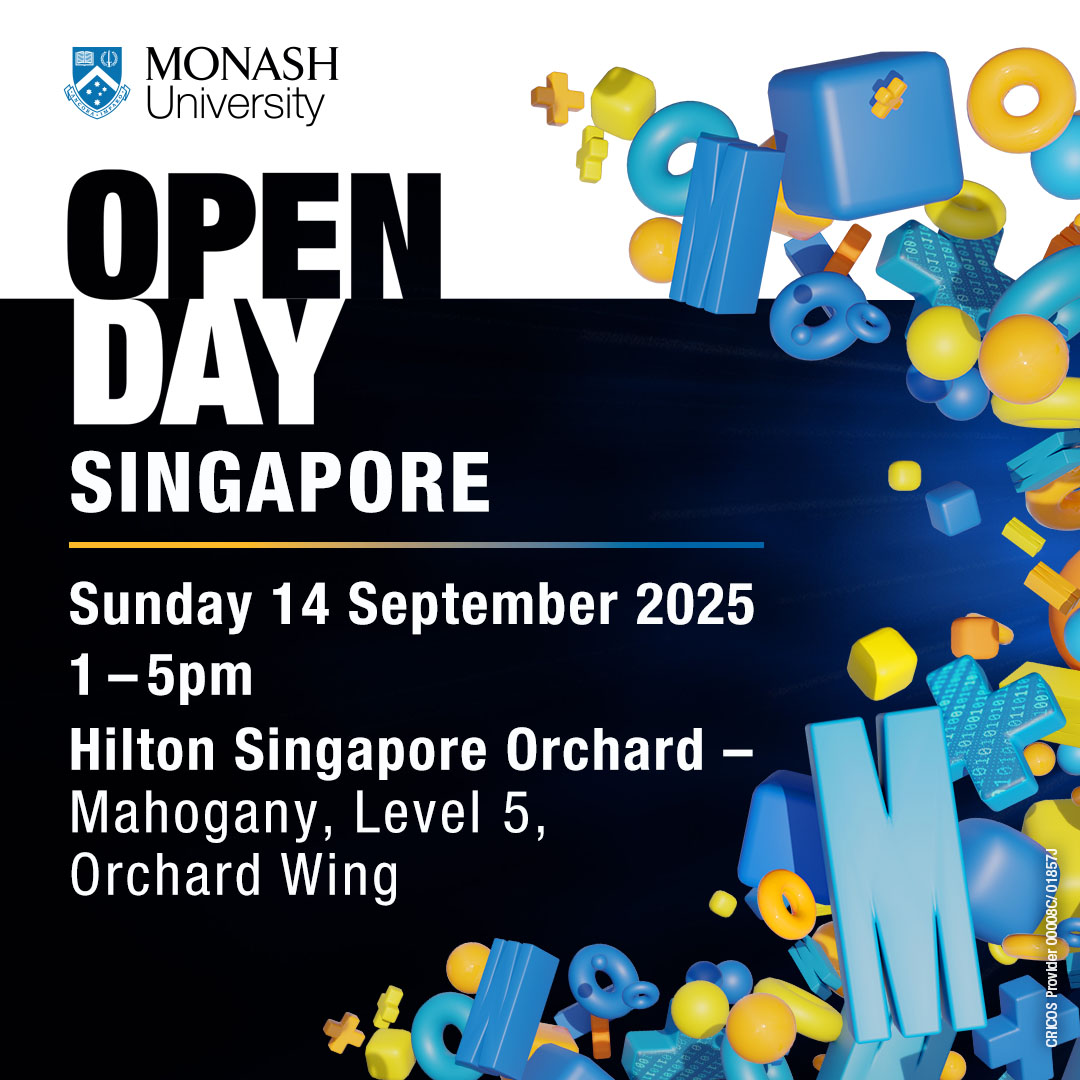 MONASH
University
OPEN
DAY
SINGAPORE
Sunday 14 September 2025
1 – 5pm
Hilton Singapore Orchard –
Mahogany, Level 5,
Orchard Wing
CRICOS Provider 00008C/ 01857J